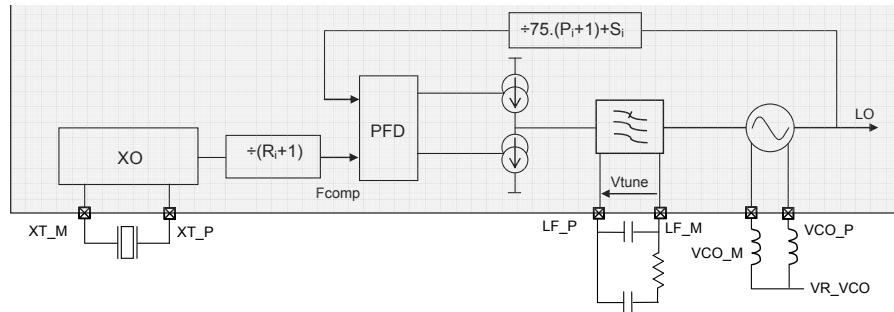 ÷75.(Pi+1)+Si
LO
PFD
XO
÷(Ri+1)
Fcomp
Vtune
XT_M
XT_P
LF_P
LF_M
VCO_M
VCO_P
VR_VCO